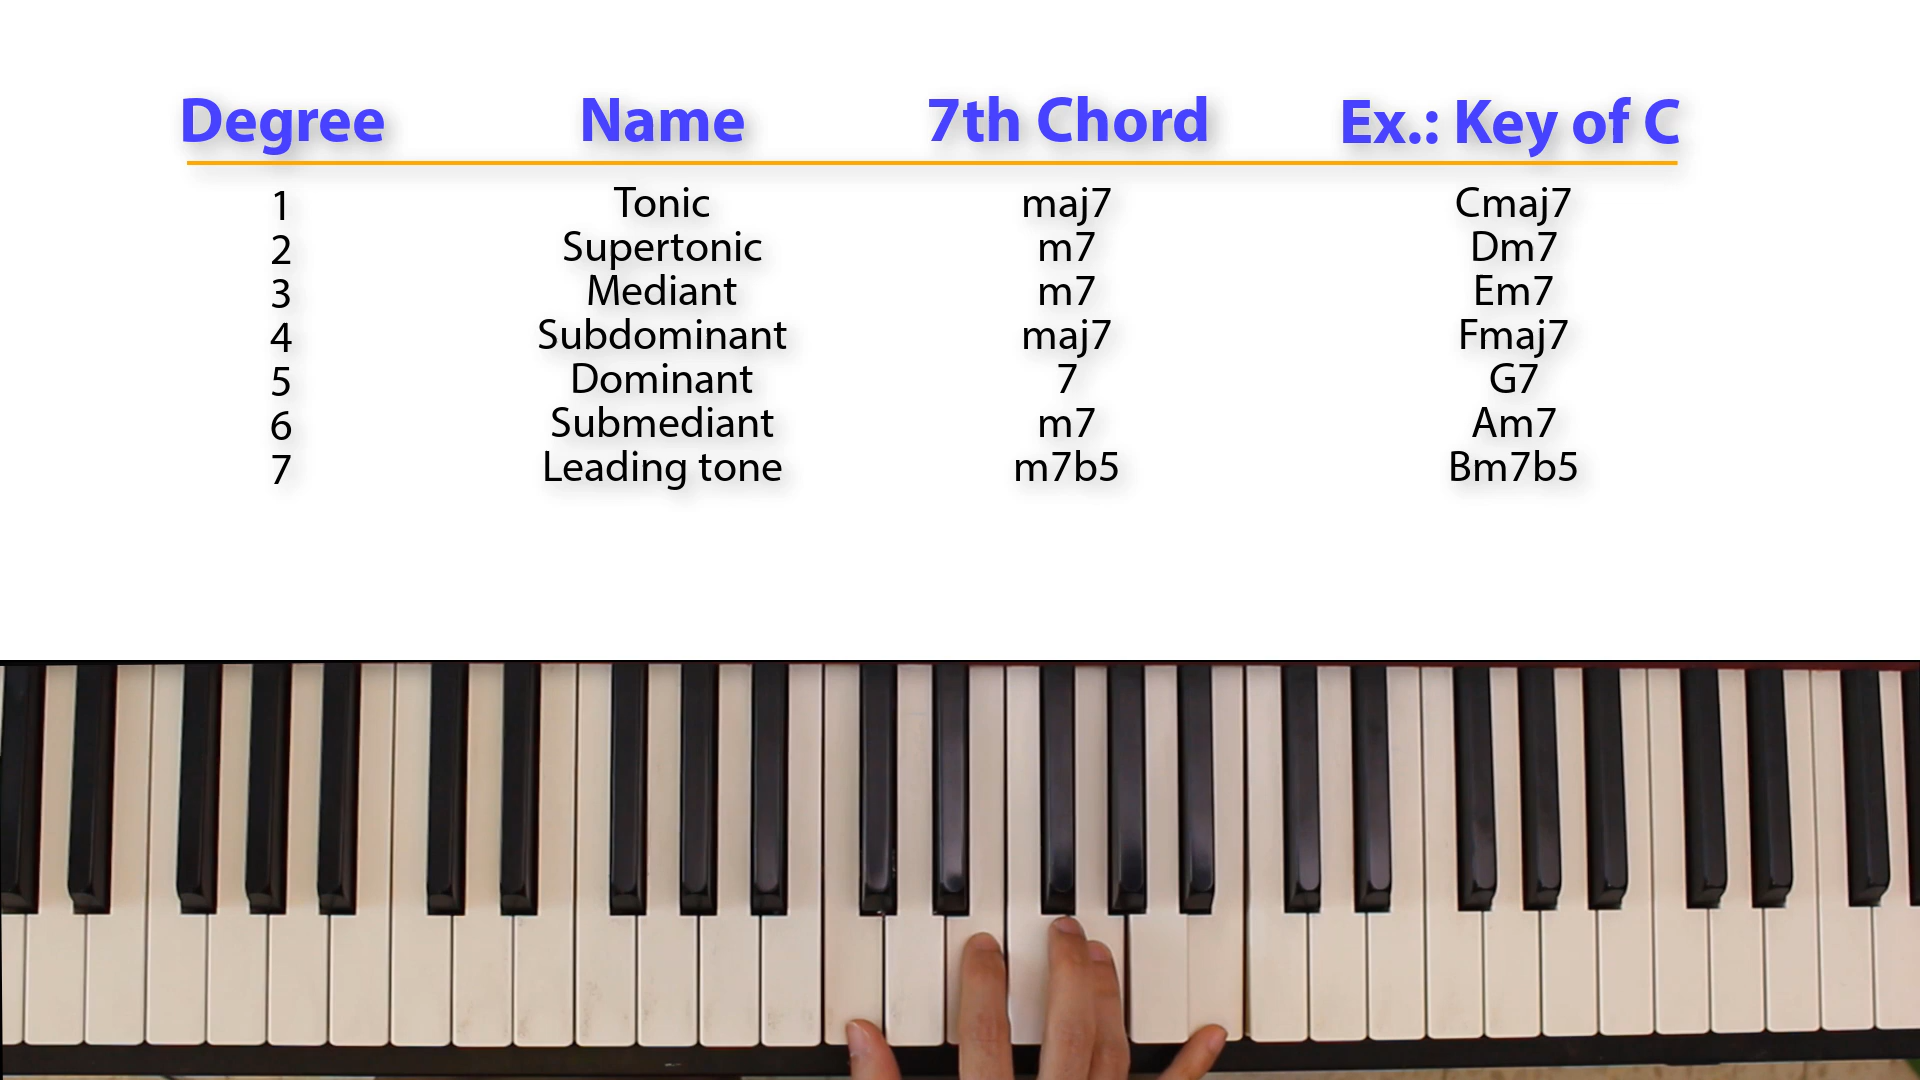 Degree Name 7th Chord Ex.: Key of C
1 Tonic maj7 Cmaj7
2 Supertonic m7 Dm7
3 Mediant m7 Em7
4 Subdominant maj7 Fmaj7
5 Dominant 7 G7
6 Submediant m7 Am7
7 Leading tone m7b5 Bm7b5